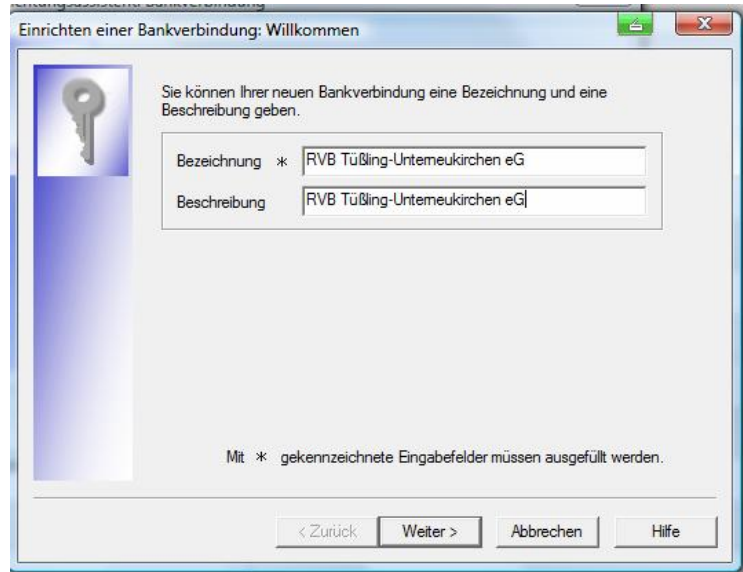 Einrichten einer Bankverbindung: Willkommen
Sie können Ihrer neuen Bankverbindung eine Bezeichnung und eine
Beschreibung geben.
Bezeichnung * RVB Tüßling-Unterneukirchen eG
Beschreibung RVB Tüßling-Unterneukirchen eG
Mit * gekennzeichnete Eingabefelder müssen ausgefüllt werden.
< Zurück Weiter > Abbrechen Hilfe